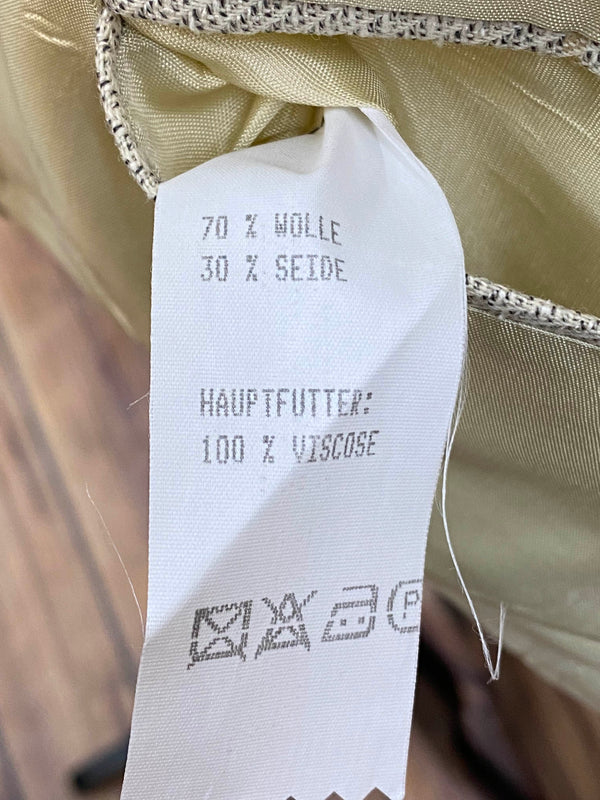 70 % WOLLE
30 % SEIDE
HAUPTFUTTER:
100 % VISCOSE
P